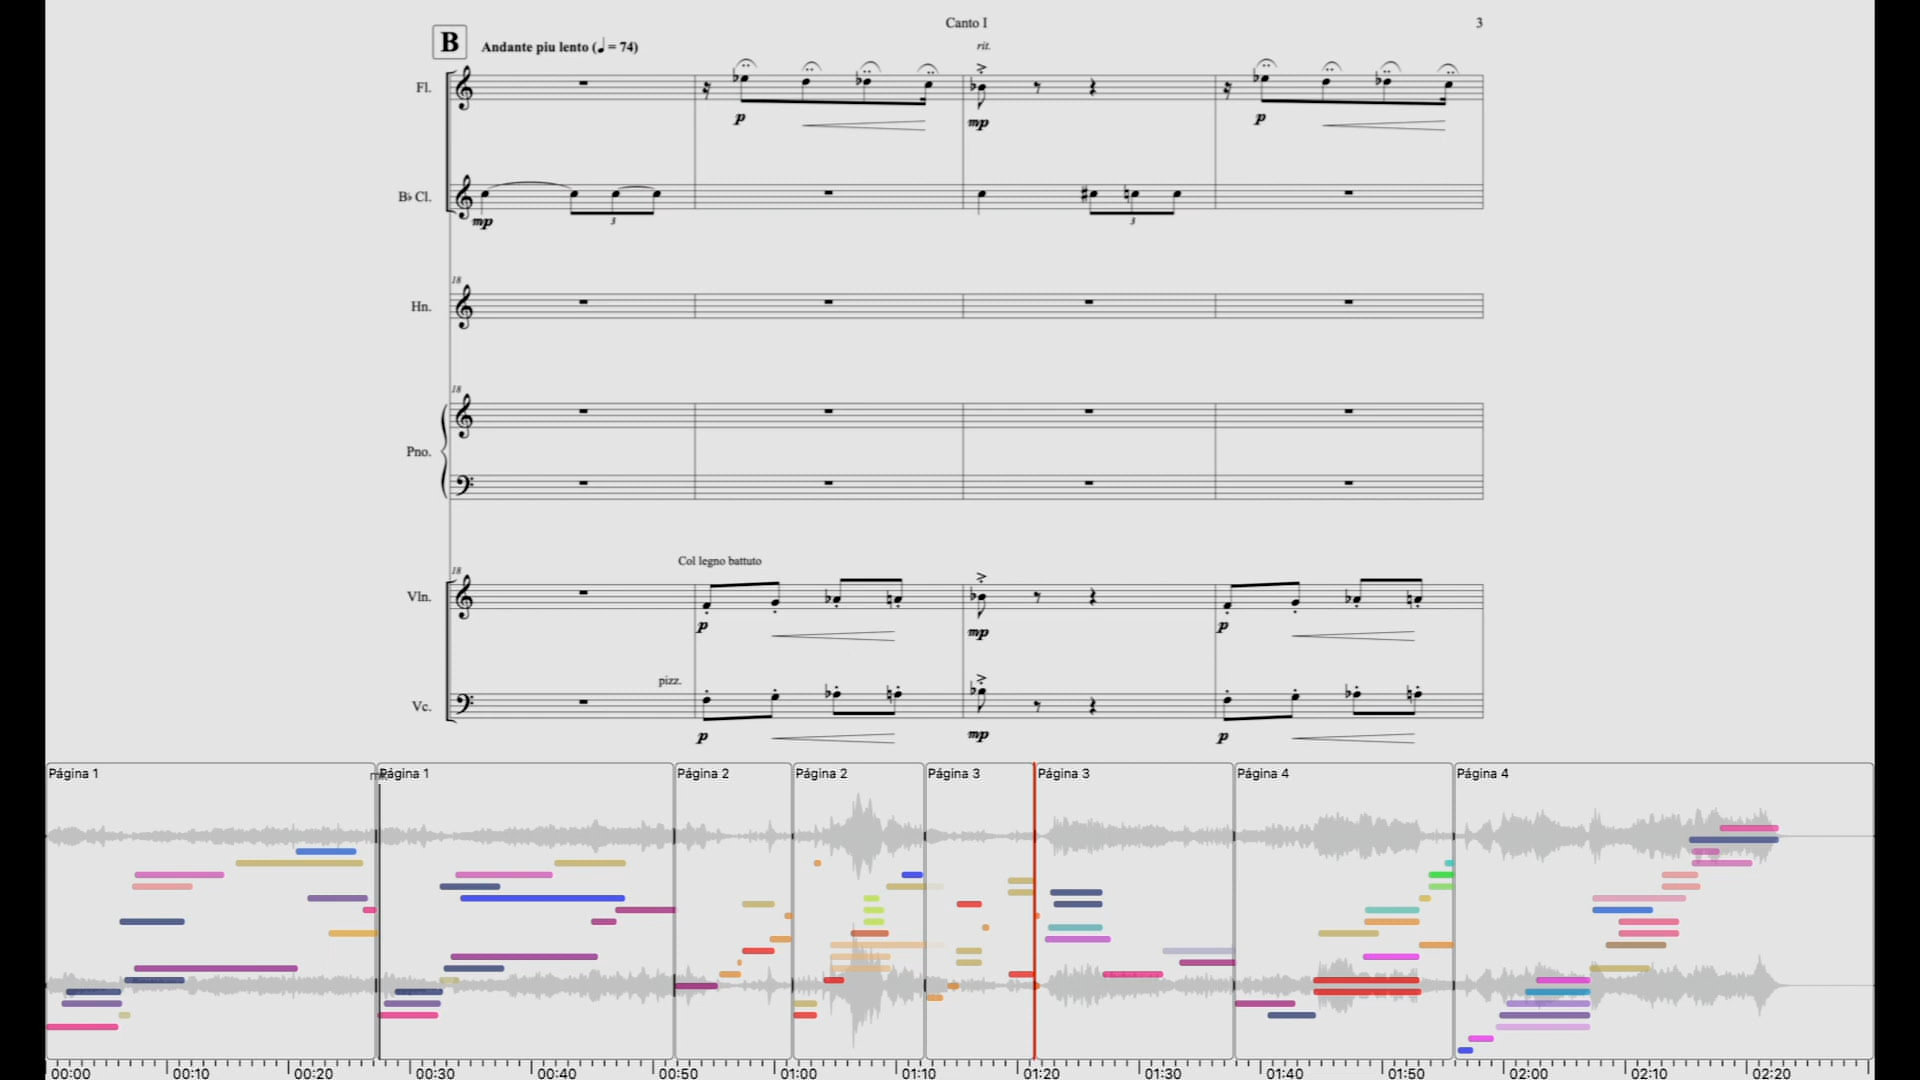 Canto I
3
B
Andante piu lento (♩ = 74)
rit.
Fl.
p
mp
p
B♭ Cl.
mp
3
3
18
Hn.
18
Pno.
Col legno battuto
18
Vln.
p
mp
p
pizz.
Vc.
p
mp
p
Página 1
Página 1
Página 2
Página 2
Página 3
Página 3
Página 4
Página 4
00:00
00:10
00:20
00:30
00:40
00:50
01:00
01:10
01:20
01:30
01:40
01:50
02:00
02:10
02:20